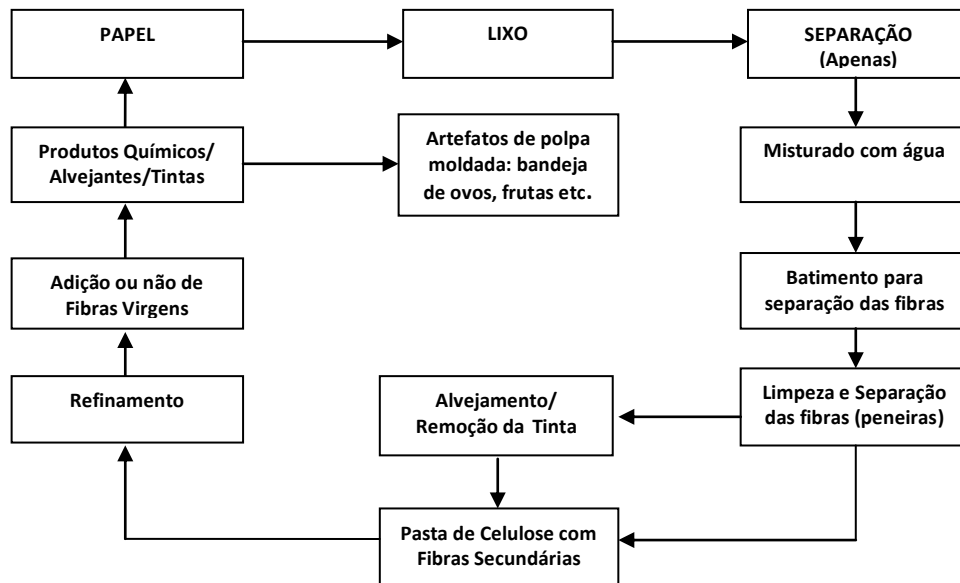 PAPEL
LIXO
SEPARAÇÃO
(Apenas)
Produtos Químicos/
Alvejantes/Tintas
Artefatos de polpa
moldada: bandeja
de ovos, frutas etc.
Misturado com água
Adição ou não de
Fibras Virgens
Batimento para
separação das fibras
Refinamento
Alvejamento/
Remoção da Tinta
Limpeza e Separação
das fibras (peneiras)
Pasta de Celulose com
Fibras Secundárias